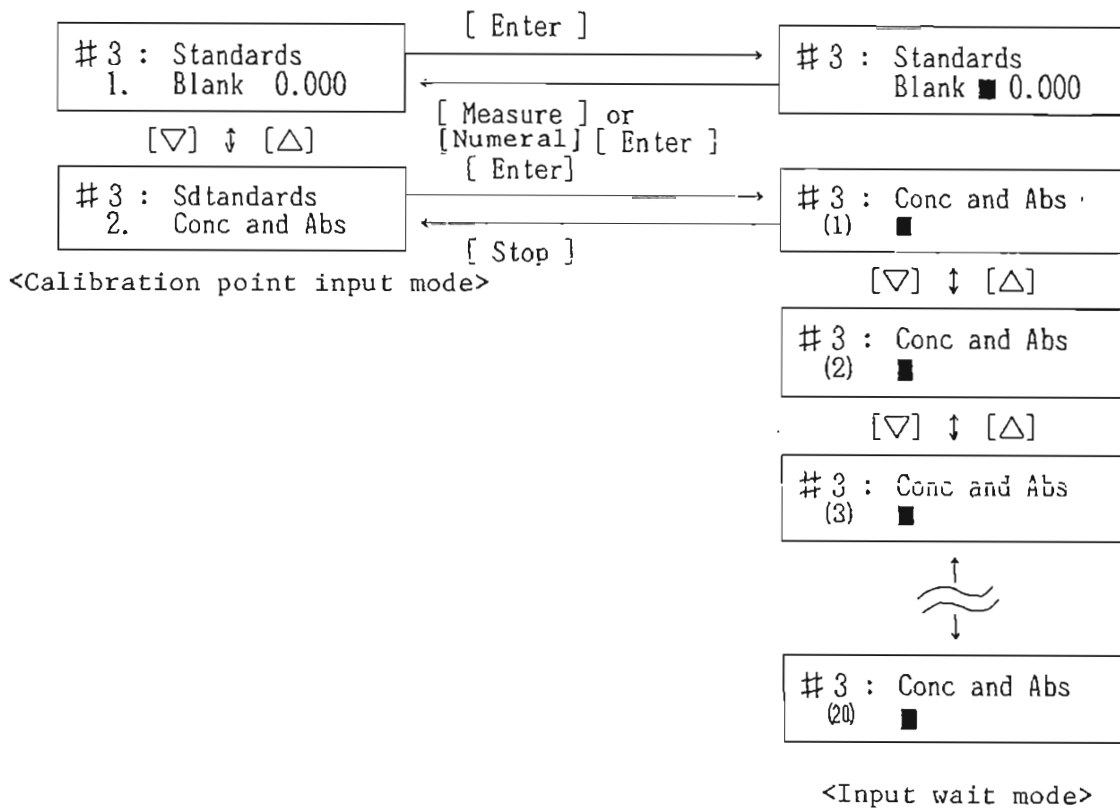 [ Enter ]
# 3 : Standards
1. Blank 0.000
# 3 : Standards
Blank ■ 0.000
[ Measure ] or
[Numeral] [ Enter ]
[▽] ↕ [△]
[ Enter]
# 3 : Sdtandards
2. Conc and Abs
# 3 : Conc and Abs
(1) ■
[ Stop ]
<Calibration point input mode>
[▽] ↕ [△]
# 3 : Conc and Abs
(2) ■
[▽] ↕ [△]
# 3 : Conc and Abs
(3) ■
# 3 : Conc and Abs
(20) ■
<Input wait mode>